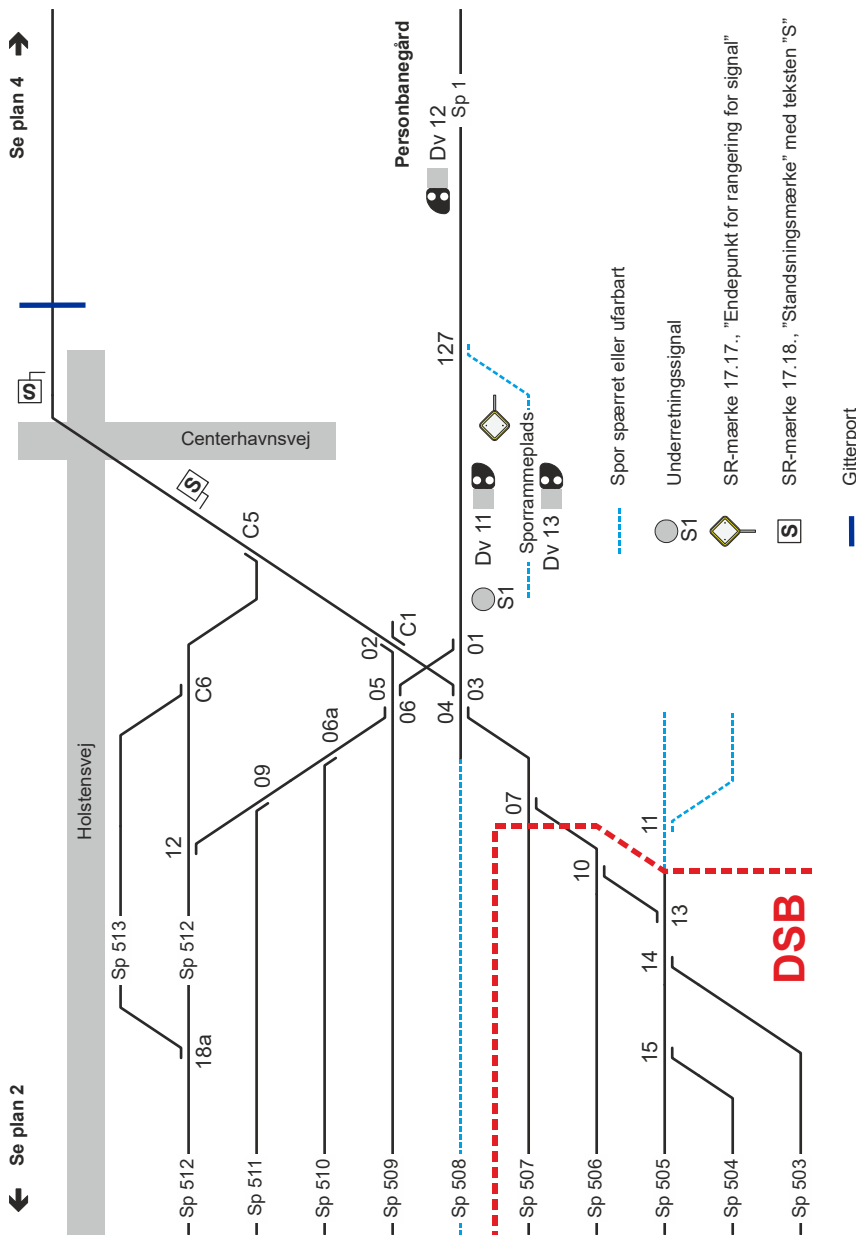 Se plan 2
Se plan 4
Holstensvej
Centerhavnsvej
S
S
Sp 513
Sp 512
Sp 512
18a
12
C6
C5
09
06a
Sp 511
Sp 510
Sp 509
05
02
C1
06
04
03
01
Sp 508
Sp 507
Sp 506
Sp 505
Sp 504
Sp 503
07
10
11
13
14
15
DSB
S1
Dv 11
Sporrammeplads
Dv 13
127
Personbanegård
Dv 12
Sp 1
Spor spærret eller ufarbart
S1
Underretningssignal
SR-mærke 17.17., "Endepunkt for rangering for signal"
S
SR-mærke 17.18., "Standsningsmærke" med teksten "S"
Gitterport